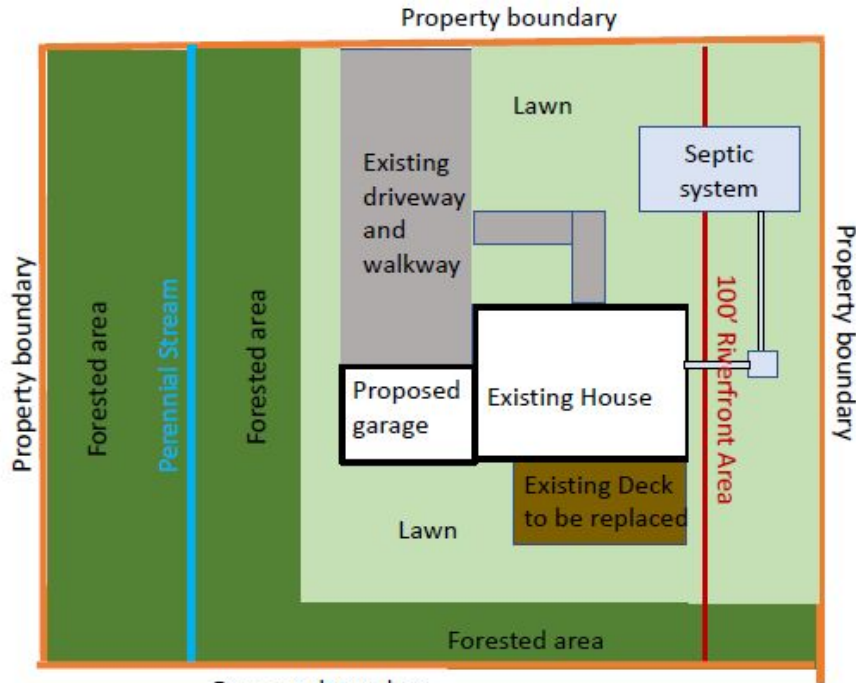 Property boundary
Lawn
Septic
system
Existing
driveway
and
walkway
Property boundary
Forested area
Perennial Stream
Forested area
100' Riverfront Area
Property boundary
Proposed
garage
Existing House
Existing Deck
to be replaced
Lawn
Forested area